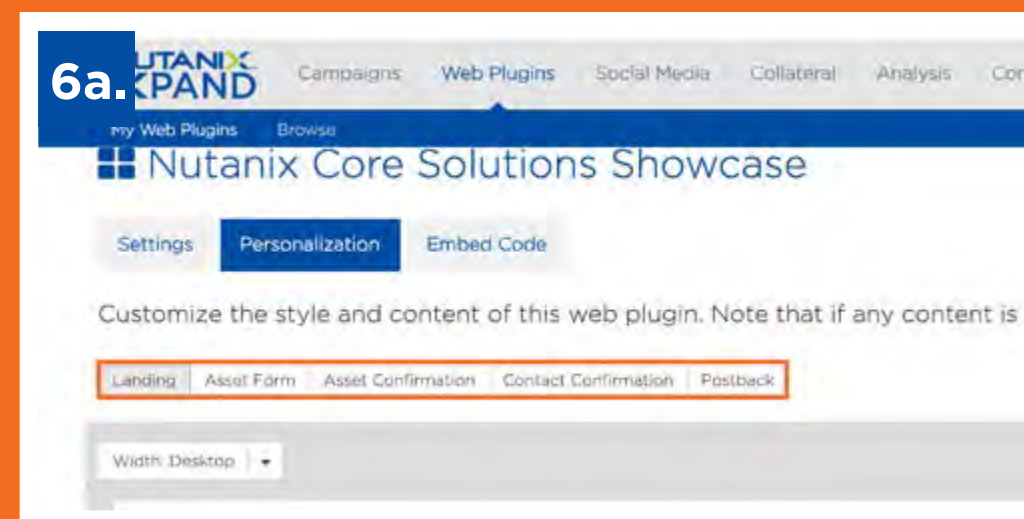 6a.
UTANIX
XPAND
Campaigns Web Plugins Social Media Collateral Analysis Con
My Web Plugins Browse
Nutanix Core Solutions Showcase
Settings Personalization Embed Code
Customize the style and content of this web plugin. Note that if any content is
Landing Asset Form Asset Confirmation Contact Confirmation Postback
Width: Desktop